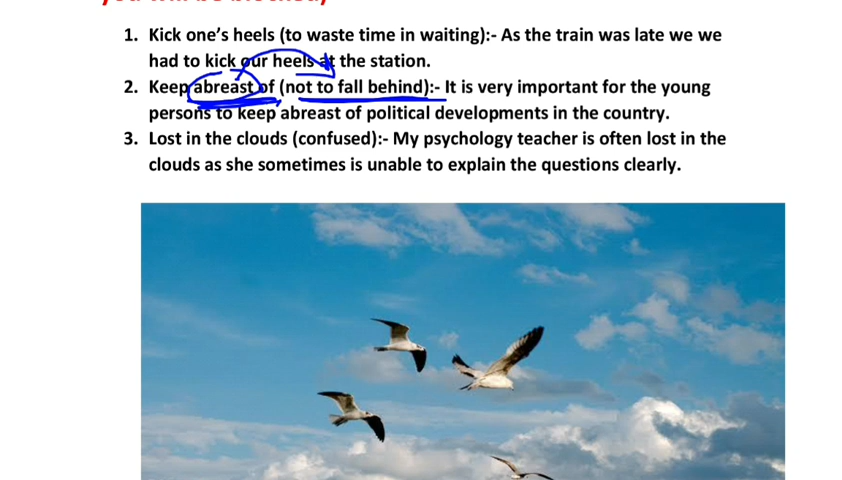 1. Kick one's heels (to waste time in waiting):- As the train was late we we
had to kick our heels at the station.
2. Keep abreast of (not to fall behind):- It is very important for the young
persons to keep abreast of political developments in the country.
3. Lost in the clouds (confused):- My psychology teacher is often lost in the
clouds as she sometimes is unable to explain the questions clearly.